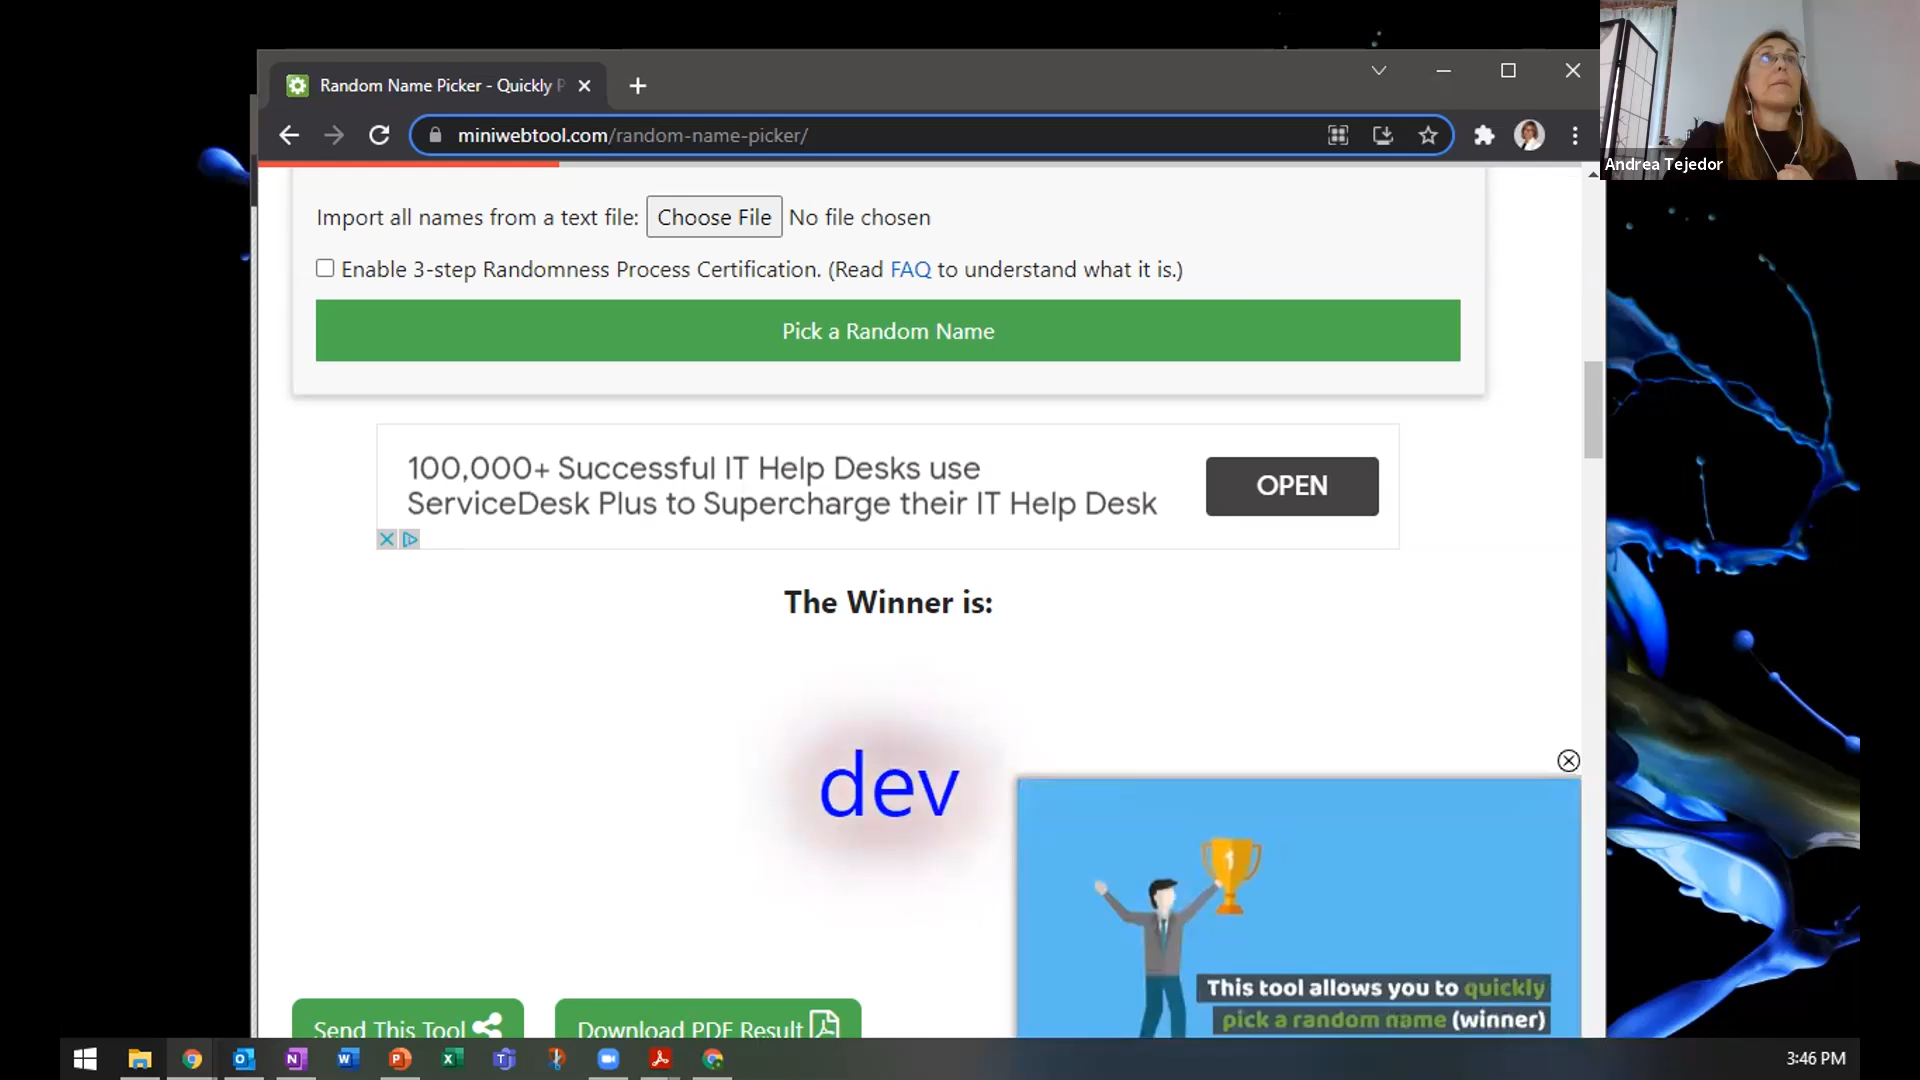 Random Name Picker - Quickly P
miniwebtool.com/random-name-picker/
Andrea Tejedor
Import all names from a text file: Choose File No file chosen
Enable 3-step Randomness Process Certification. (Read FAQ to understand what it is.)
Pick a Random Name
100,000+ Successful IT Help Desks use
ServiceDesk Plus to Supercharge their IT Help Desk
OPEN
The Winner is:
dev
1
This tool allows you to quickly
pick a random name (winner)
Send This Tool
Download PDF Result
3:46 PM